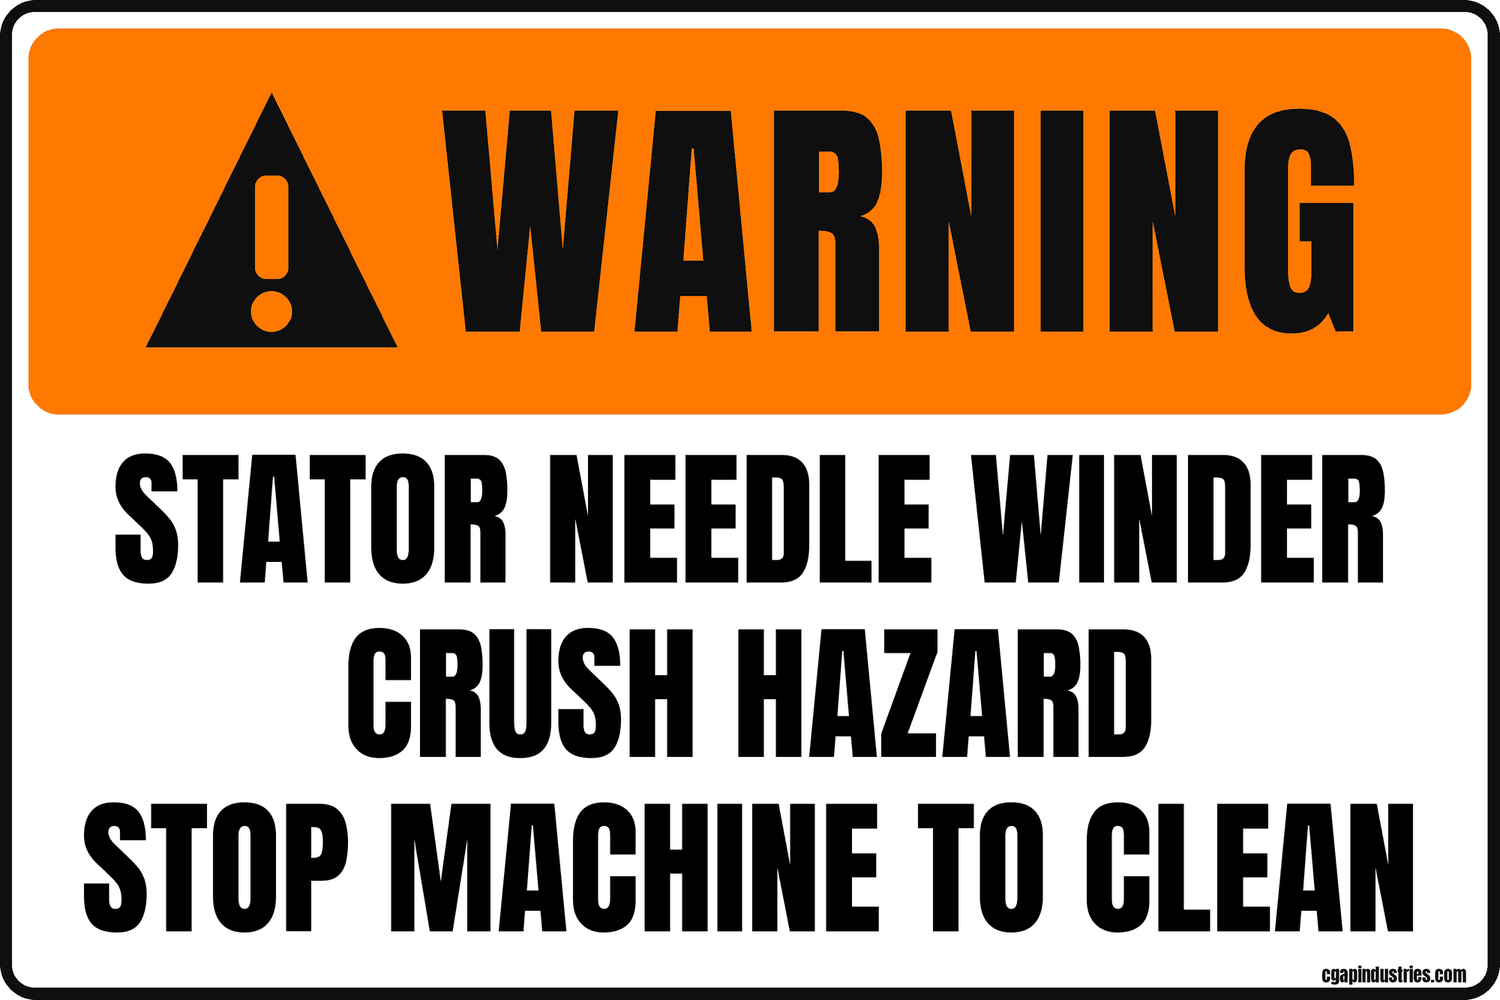 WARNING
STATOR NEEDLE WINDER
CRUSH HAZARD
STOP MACHINE TO CLEAN
cgapindustries.com